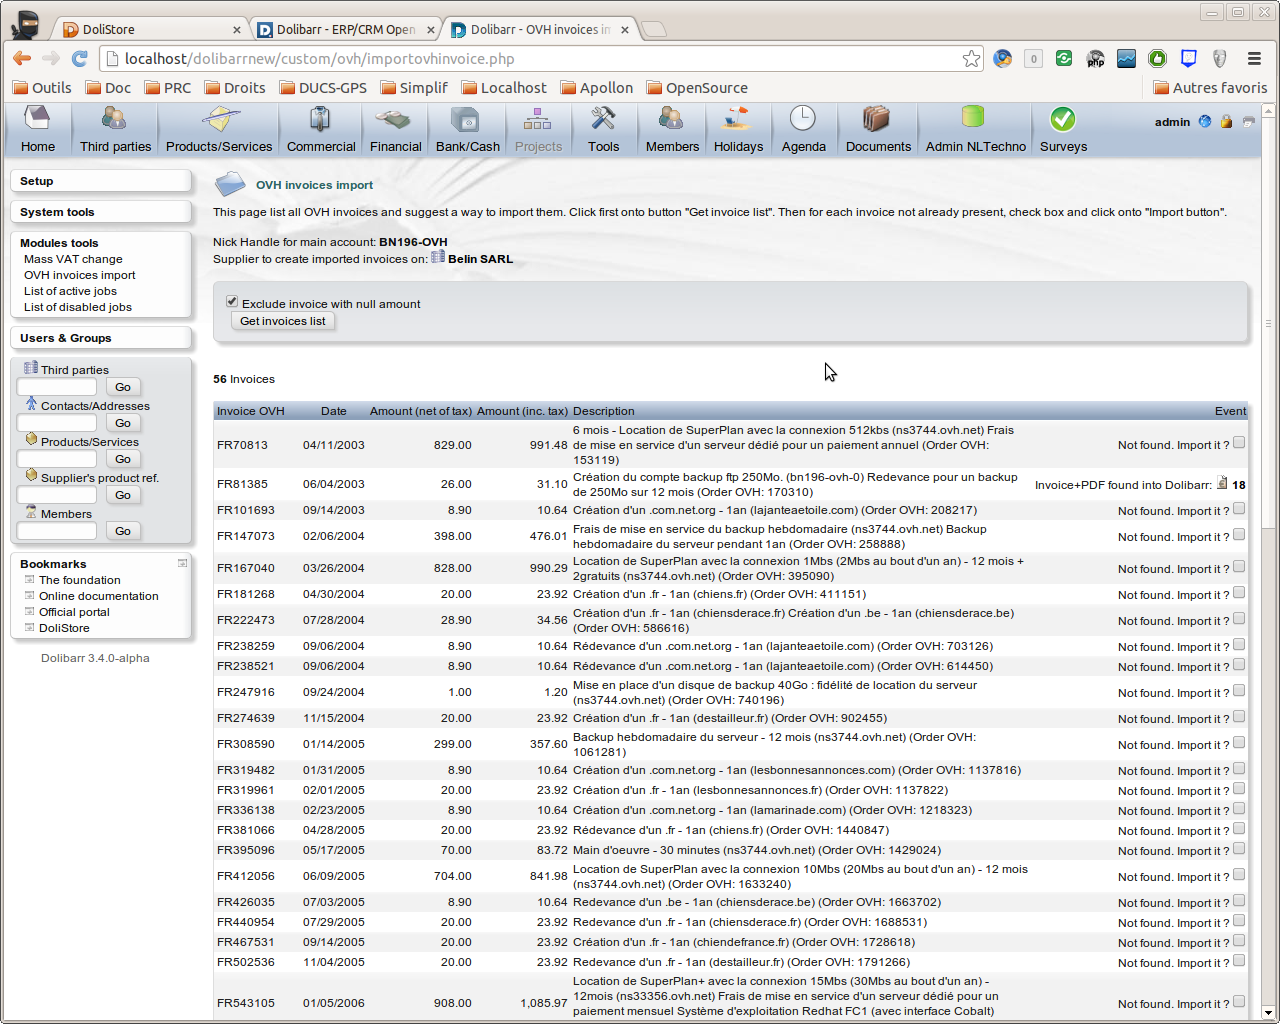 DoliStore
Dolibarr - ERP/CRM Open
Dolibarr - OVH invoices in
localhost/dolibarrnew/custom/ovh/importovhinvoice.php
Outils Doc PRC Droits DUCS-GPS Simplif Localhost Apollon OpenSource Autres favoris
Home Third parties Products/Services Commercial Financial Bank/Cash Projects Tools Members Holidays Agenda Documents Admin NLTechno Surveys
admin
Setup
System tools
Modules tools
Mass VAT change
OVH invoices import
List of active jobs
List of disabled jobs
Users & Groups
Third parties
Go
Contacts/Addresses
Go
Products/Services
Go
Supplier's product ref.
Go
Members
Go
Bookmarks
The foundation
Online documentation
Official portal
DoliStore
Dolibarr 3.4.0-alpha
OVH invoices import
This page list all OVH invoices and suggest a way to import them. Click first onto button "Get invoice list". Then for each invoice not already present, check box and click onto "Import button".
Nick Handle for main account: BN196-OVH
Supplier to create imported invoices on: Belin SARL
Exclude invoice with null amount
Get invoices list
56 Invoices
Invoice OVH Date Amount (net of tax) Amount (inc. tax) Description Event
6 mois - Location de SuperPlan avec la connexion 512kbs (ns3744.ovh.net) Frais
FR70813 04/11/2003 829.00 991.48 de mise en service d'un serveur dédié pour un paiement annuel (Order OVH: Not found. Import it ?
153119)
Création du compte backup ftp 250Mo. (bn196-ovh-0) Redevance pour un backup
FR81385 06/04/2003 26.00 31.10 Invoice+PDF found into Dolibarr: 18
de 250Mo sur 12 mois (Order OVH: 170310)
FR101693 09/14/2003 8.90 10.64 Création d'un .com.net.org - 1an (lajanteaetoile.com) (Order OVH: 208217) Not found. Import it ?
Frais de mise en service du backup hebdomadaire (ns3744.ovh.net) Backup
FR147073 02/06/2004 398.00 476.01 Not found. Import it ?
hebdomadaire du serveur pendant 1an (Order OVH: 258888)
Location de SuperPlan avec la connexion 1Mbs (2Mbs au bout d'un an) - 12 mois +
FR167040 03/26/2004 828.00 990.29 Not found. Import it ?
2gratuits (ns3744.ovh.net) (Order OVH: 395090)
FR181268 04/30/2004 20.00 23.92 Création d'un .fr - 1an (chiens.fr) (Order OVH: 411151) Not found. Import it ?
Création d'un .fr - 1an (chiensderace.fr) Création d'un .be - 1an (chiensderace.be)
FR222473 07/28/2004 28.90 34.56 Not found. Import it ?
(Order OVH: 586616)
FR238259 09/06/2004 8.90 10.64 Rédevance d'un .com.net.org - 1an (lajanteaetoile.com) (Order OVH: 703126) Not found. Import it ?
FR238521 09/06/2004 8.90 10.64 Rédevance d'un .com.net.org - 1an (lajanteaetoile.com) (Order OVH: 614450) Not found. Import it ?
Mise en place d'un disque de backup 40Go : fidélité de location du serveur
FR247916 09/24/2004 1.00 1.20 Not found. Import it ?
(ns3744.ovh.net) (Order OVH: 740196)
FR274639 11/15/2004 20.00 23.92 Création d'un .fr - 1an (destailleur.fr) (Order OVH: 902455) Not found. Import it ?
Backup hebdomadaire du serveur - 12 mois (ns3744.ovh.net) (Order OVH:
FR308590 01/14/2005 299.00 357.60 Not found. Import it ?
1061281)
FR319482 01/31/2005 8.90 10.64 Création d'un .com.net.org - 1an (lesbonnesannonces.com) (Order OVH: 1137816) Not found. Import it ?
FR319961 02/01/2005 20.00 23.92 Création d'un .fr - 1an (lesbonnesannonces.fr) (Order OVH: 1137822) Not found. Import it ?
FR336138 02/23/2005 8.90 10.64 Création d'un .com.net.org - 1an (lamarinade.com) (Order OVH: 1218323) Not found. Import it ?
FR381066 04/28/2005 20.00 23.92 Rédevance d'un .fr - 1an (chiens.fr) (Order OVH: 1440847) Not found. Import it ?
FR395096 05/17/2005 70.00 83.72 Main d'oeuvre - 30 minutes (ns3744.ovh.net) (Order OVH: 1429024) Not found. Import it ?
Location de SuperPlan avec la connexion 10Mbs (20Mbs au bout d'un an) - 12 mois
FR412056 06/09/2005 704.00 841.98 Not found. Import it ?
(ns3744.ovh.net) (Order OVH: 1633240)
FR426035 07/03/2005 8.90 10.64 Redevance d'un .be - 1an (chiensderace.be) (Order OVH: 1663702) Not found. Import it ?
FR440954 07/29/2005 20.00 23.92 Redevance d'un .fr - 1an (chiensderace.fr) (Order OVH: 1688531) Not found. Import it ?
FR467531 09/14/2005 20.00 23.92 Création d'un .fr - 1an (chiendefrance.fr) (Order OVH: 1728618) Not found. Import it ?
FR502536 11/04/2005 20.00 23.92 Redevance d'un .fr - 1an (destailleur.fr) (Order OVH: 1791266) Not found. Import it ?
Location de SuperPlan+ avec la connexion 15Mbs (30Mbs au bout d'un an) -
FR543105 01/05/2006 908.00 1,085.97 12mois (ns33356.ovh.net) Frais de mise en service d'un serveur dédié pour un Not found. Import it ?
paiement mensuel Système d'exploitation Redhat FC1 (avec interface Cobalt)